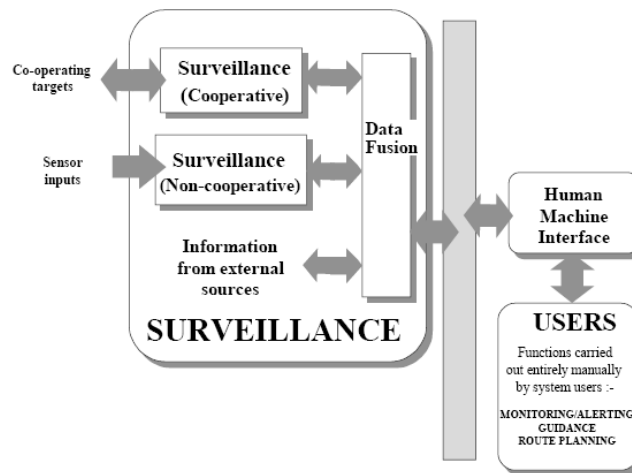 Co-operating
targets
Surveillance
(Cooperative)
Sensor
inputs
Surveillance
(Non-cooperative)
Information
from external
sources
Data
Fusion
SURVEILLANCE
Human
Machine
Interface
USERS
Functions carried
out entirely manually
by system users :-
MONITORING/ALERTING
GUIDANCE
ROUTE PLANNING